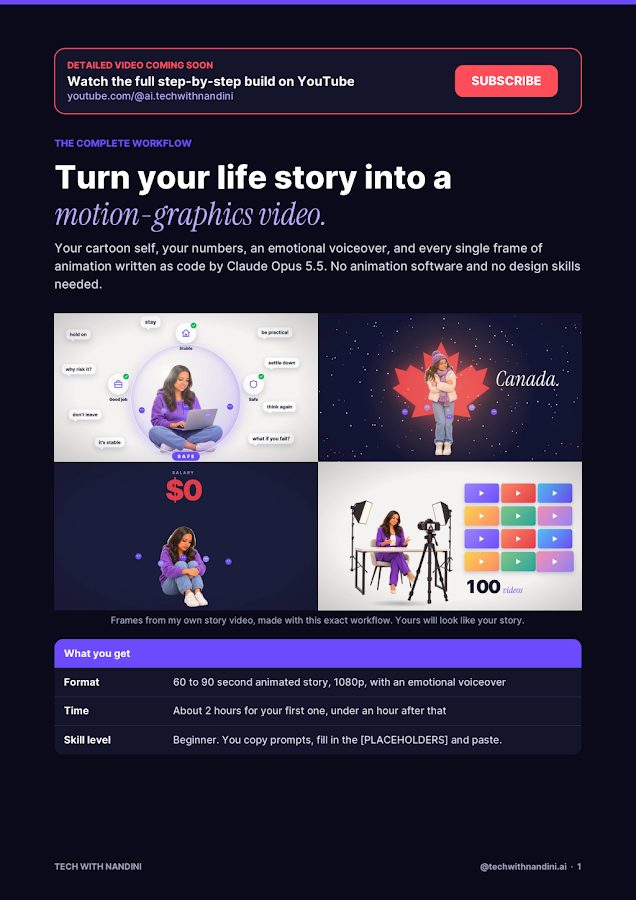 DETAILED VIDEO COMING SOON
Watch the full step-by-step build on YouTube
youtube.com/@ai.techwithnandini
SUBSCRIBE
THE COMPLETE WORKFLOW
Turn your life story into a
motion-graphics video.
Your cartoon self, your numbers, an emotional voiceover, and every single frame of
animation written as code by Claude Opus 5.5. No animation software and no design skills
needed.
stay
hold on
be practical
Stable
why risk it?
settle down
Good job
Safe
don't leave
think again
it's stable
what if you fail?
SAFE
Canada.
SALARY
$0
100 videos
Frames from my own story video, made with this exact workflow. Yours will look like your story.
What you get
Format 60 to 90 second animated story, 1080p, with an emotional voiceover
Time About 2 hours for your first one, under an hour after that
Skill level Beginner. You copy prompts, fill in the [PLACEHOLDERS] and paste.
TECH WITH NANDINI
@techwithnandini.ai · 1